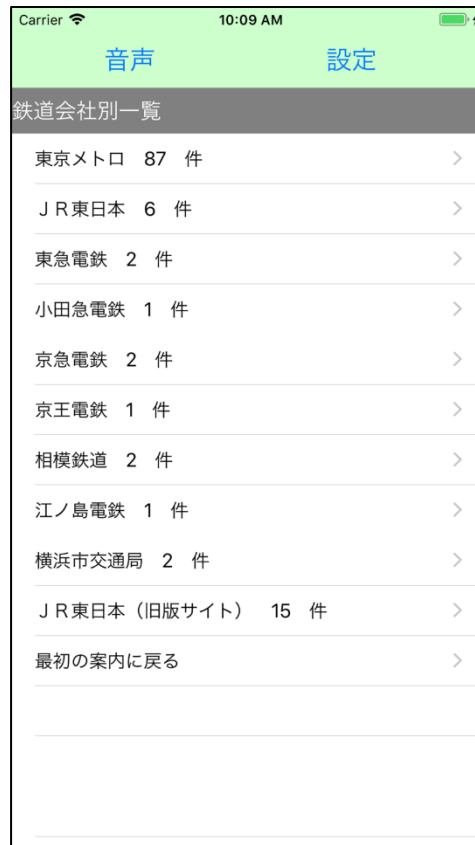 Carrier 10:09 AM
音声 設定
鉄道会社別一覧
東京メトロ 87 件
ＪＲ東日本 6 件
東急電鉄 2 件
小田急電鉄 1 件
京急電鉄 2 件
京王電鉄 1 件
相模鉄道 2 件
江ノ島電鉄 1 件
横浜市交通局 2 件
ＪＲ東日本（旧版サイト） 15 件
最初の案内に戻る